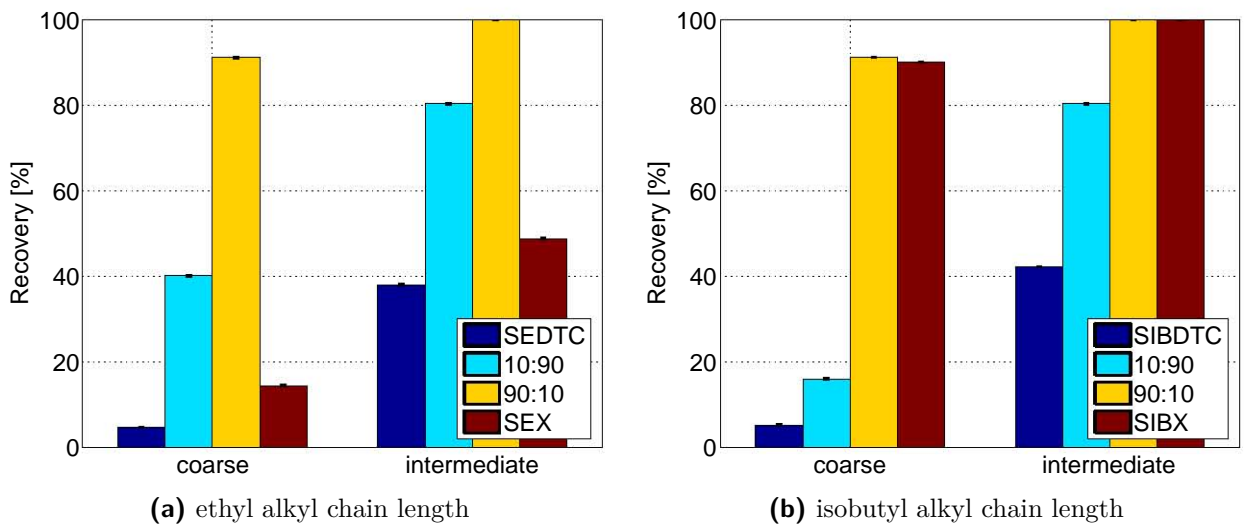 100
80
60
40
20
0
Recovery [%]
coarse
intermediate
SEDTC
10:90
90:10
SEX
(a) ethyl alkyl chain length
100
80
60
40
20
0
Recovery [%]
coarse
intermediate
SIBDTC
10:90
90:10
SIBX
(b) isobutyl alkyl chain length